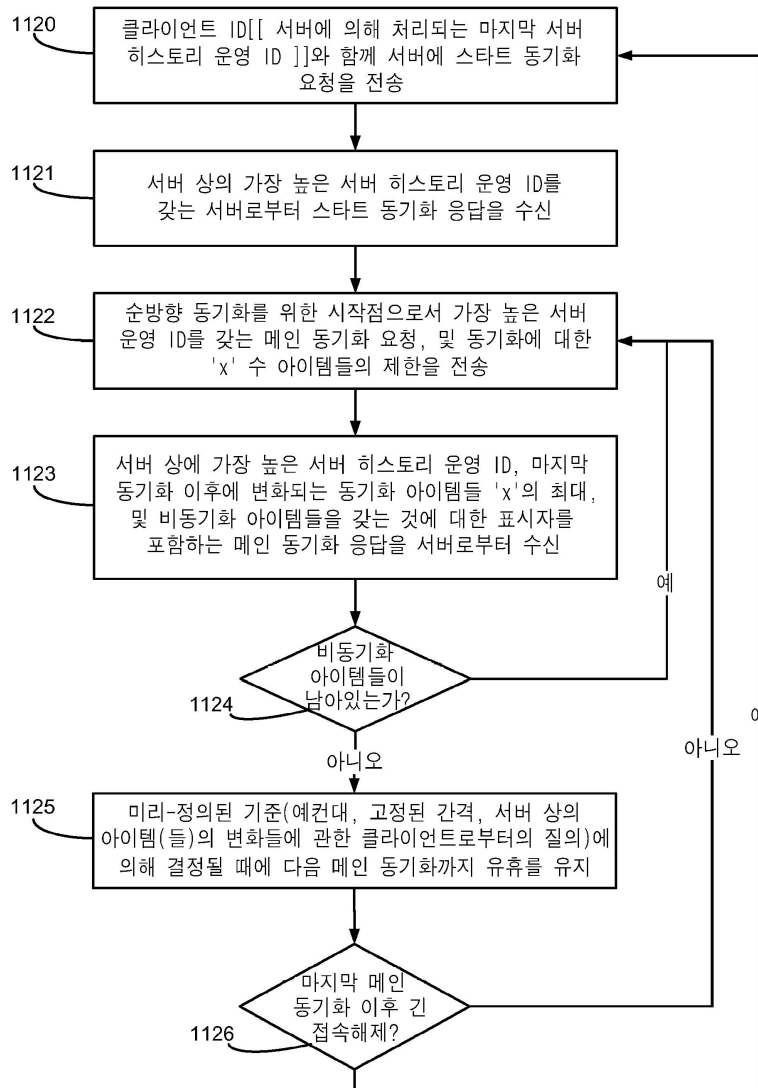 1120
클라이언트 ID[[ 서버에 의해 처리되는 마지막 서버
히스토리 운영 ID ]]와 함께 서버에 스타트 동기화
요청을 전송
1121
서버 상의 가장 높은 서버 히스토리 운영 ID를
갖는 서버로부터 스타트 동기화 응답을 수신
1122
순방향 동기화를 위한 시작점으로서 가장 높은 서버
운영 ID를 갖는 메인 동기화 요청, 및 동기화에 대한
'x' 수 아이템들의 제한을 전송
1123
서버 상에 가장 높은 서버 히스토리 운영 ID, 마지막
동기화 이후에 변화되는 동기화 아이템들 'x'의 최대,
및 비동기화 아이템들을 갖는 것에 대한 표시자를
포함하는 메인 동기화 응답을 서버로부터 수신
예
비동기화
아이템들이
남아있는가?
1124
아니오
아니오
1125
미리-정의된 기준(예컨대, 고정된 간격, 서버 상의
아이템(들)의 변화들에 관한 클라이언트로부터의 질의)에
의해 결정될 때에 다음 메인 동기화까지 유휴를 유지
마지막 메인
동기화 이후 긴
접속해제?
1126